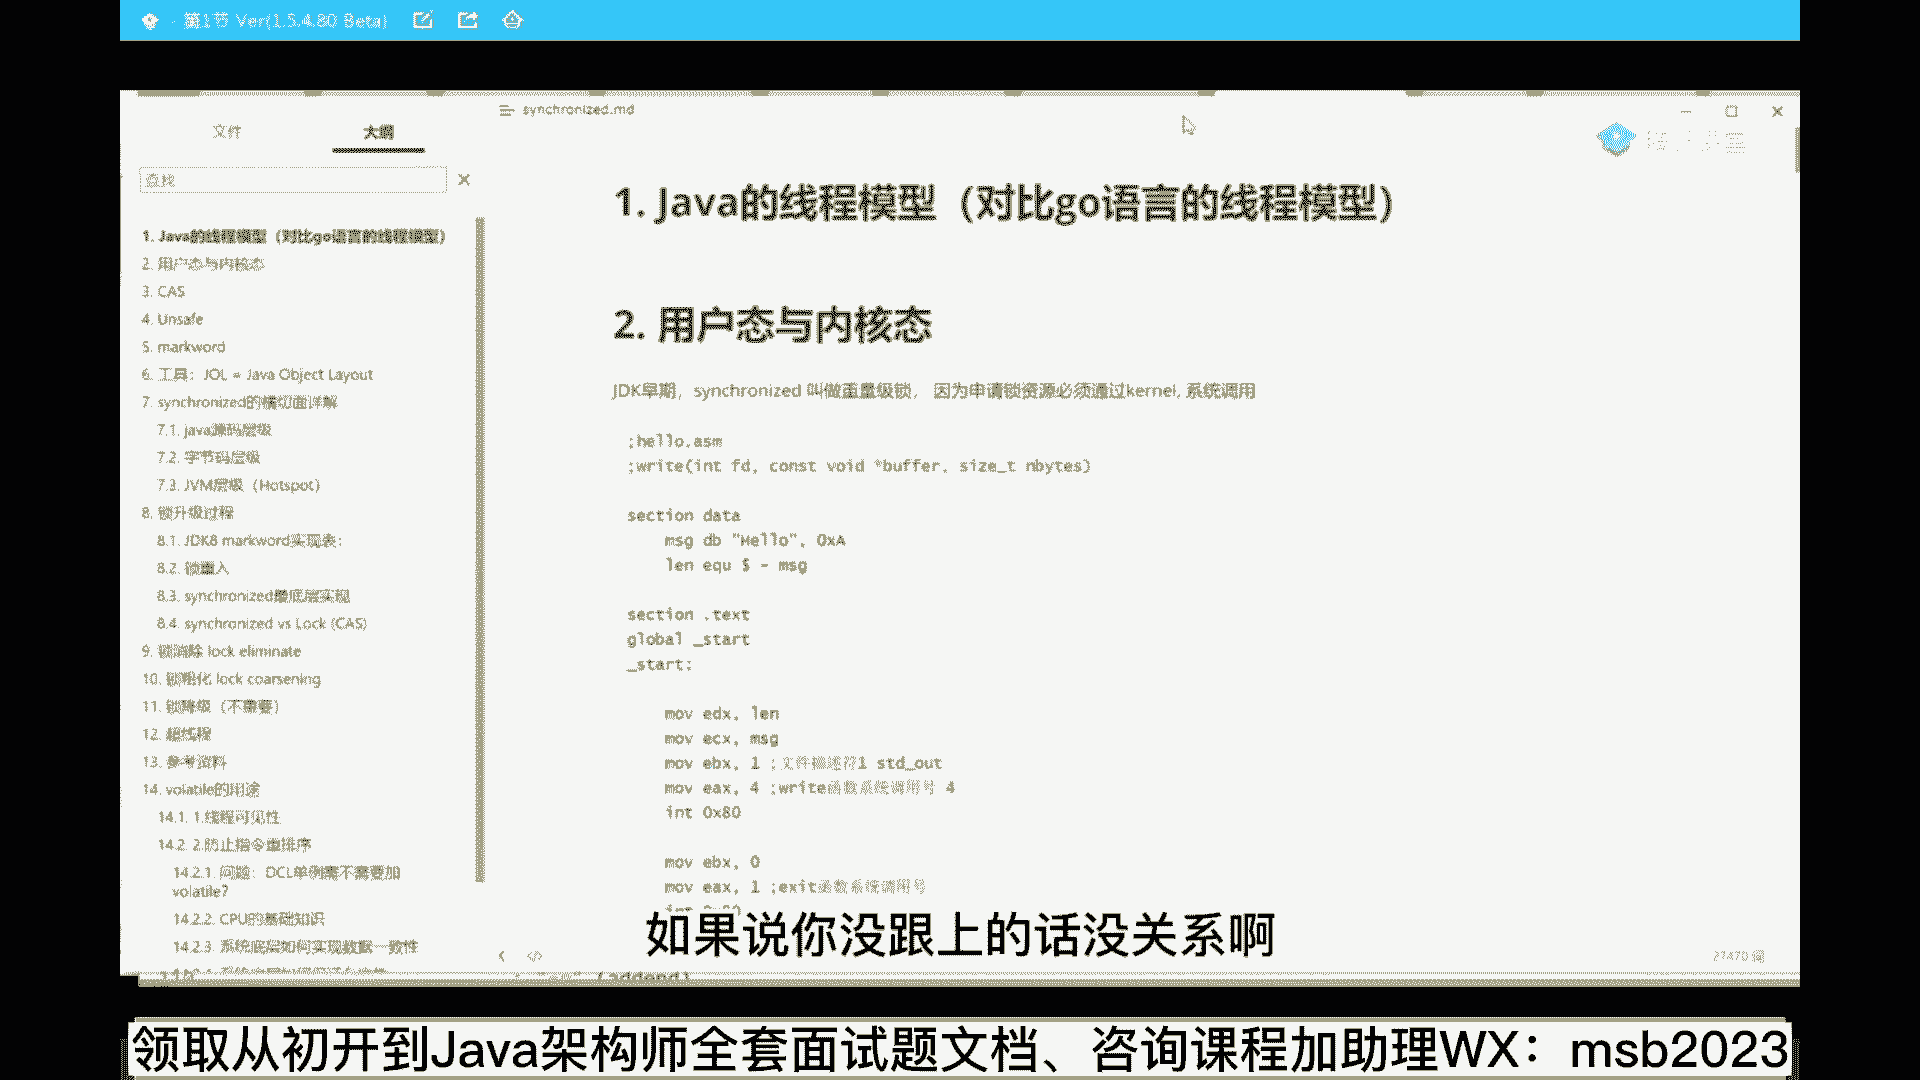 第1节 Ver(1.5.4.80 Beta)
synchronized.md
文件
大纲
查找
1. Java的线程模型（对比go语言的线程模型）
2. 用户态与内核态
3. CAS
4. Unsafe
5. markword
6. 工具：JOL = Java Object Layout
7. synchronized的横切面详解
7.1. java源码层级
7.2. 字节码层级
7.3. JVM层级（Hotspot）
8. 锁升级过程
8.1. JDK8 markword实现表：
8.2. 锁重入
8.3. synchronized最底层实现
8.4. synchronized vs Lock (CAS)
9. 锁消除 lock eliminate
10. 锁粗化 lock coarsening
11. 锁降级（不重要）
12. 超线程
13. 参考资料
14. volatile的用途
14.1. 1.线程可见性
14.2. 2.防止指令重排序
14.2.1. 问题：DCL单例需不需要加
volatile?
14.2.2. CPU的基础知识
14.2.3. 系统底层如何实现数据一致性
1. Java的线程模型（对比go语言的线程模型）
2. 用户态与内核态
JDK早期，synchronized 叫做重量级锁， 因为申请锁资源必须通过kernel, 系统调用
;hello.asm
;write(int fd, const void *buffer, size_t nbytes)
section data
msg db "Hello", 0xA
len equ $ - msg
section .text
global _start
_start:
mov edx, len
mov ecx, msg
mov ebx, 1 ;文件描述符1 std_out
mov eax, 4 ;write函数系统调用号 4
int 0x80
mov ebx, 0
mov eax, 1 ;exit函数系统调用号
int 0x80
如果说你没跟上的话没关系啊
27470 词
领取从初开到Java架构师全套面试题文档、咨询课程加助理WX：msb2023